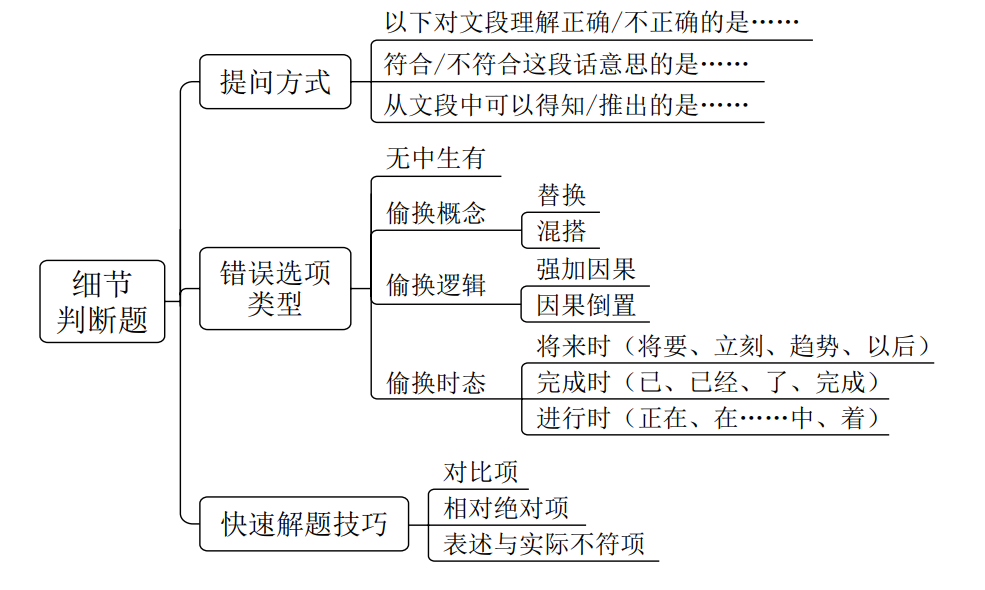 细节
判断题
提问方式
以下对文段理解正确/不正确的是……
符合/不符合这段话意思的是……
从文段中可以得知/推出的是……
错误选项
类型
无中生有
偷换概念
替换
混搭
偷换逻辑
强加因果
因果倒置
偷换时态
将来时（将要、立刻、趋势、以后）
完成时（已、已经、了、完成）
进行时（正在、在……中、着）
快速解题技巧
对比项
相对绝对项
表述与实际不符项